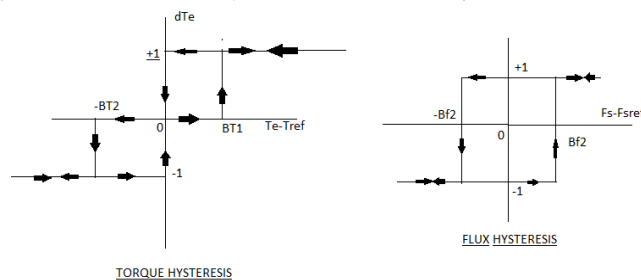 dTe
+1
-BT2
0
BT1
Te-Tref
-1
TORQUE HYSTERESIS
+1
-Bf2
0
Fs-Fsref
Bf2
-1
FLUX HYSTERESIS